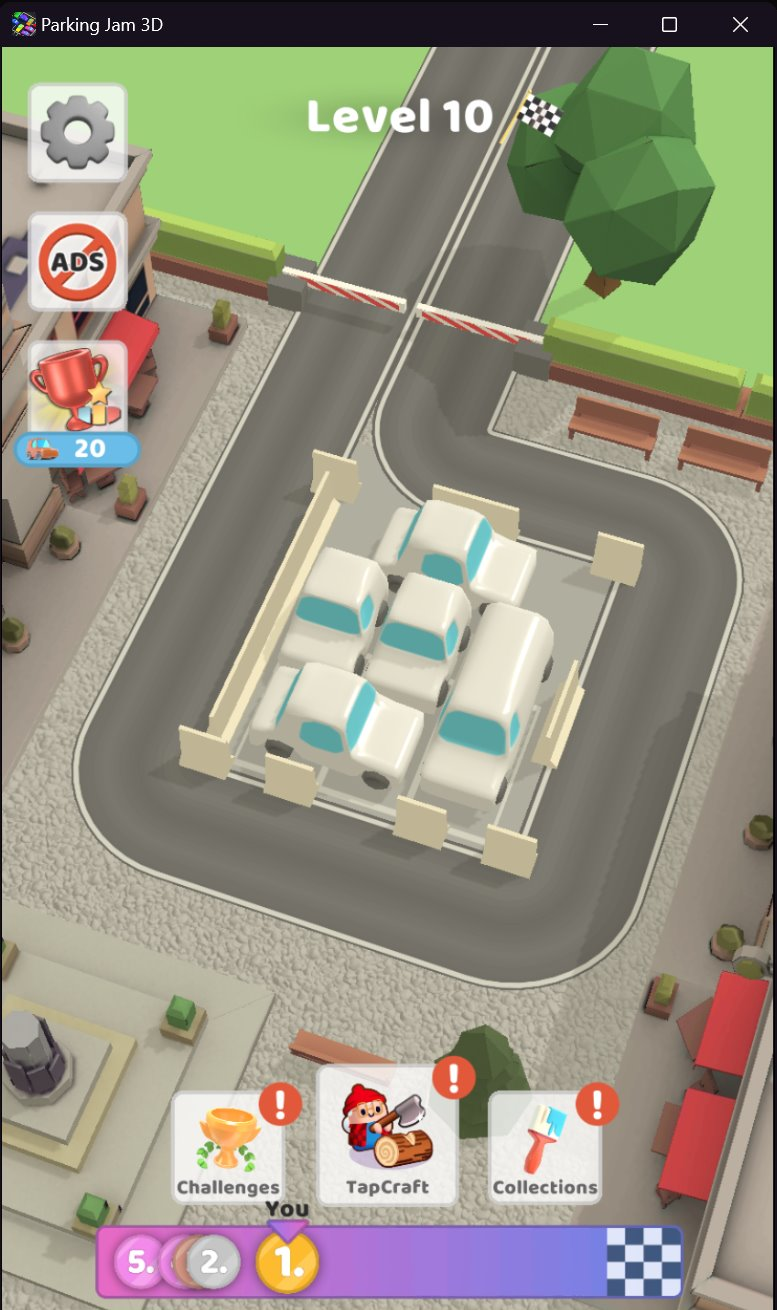 Parking Jam 3D
Level 10
ADS
20
!
!
!
Challenges
TapCraft
Collections
You
5.
2.
1.